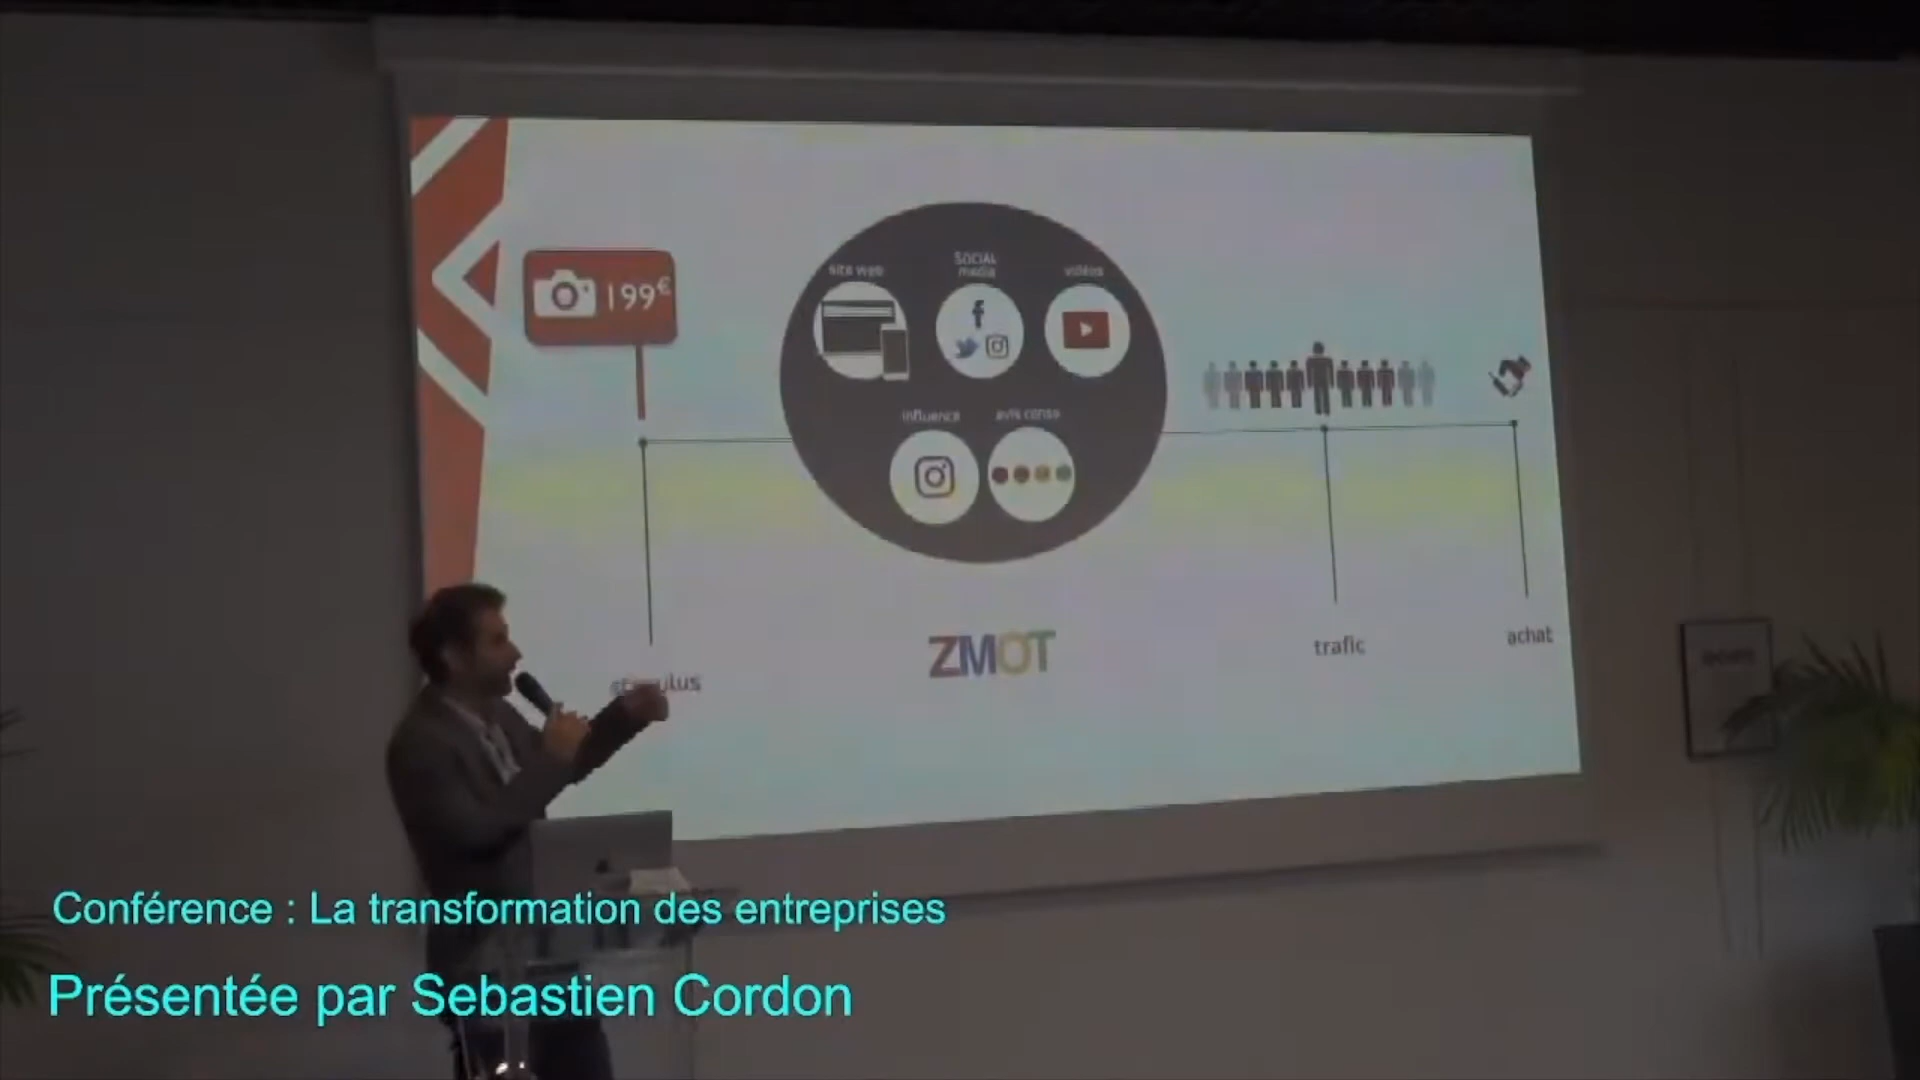 199€
site web
SOCIAL
media
vidéos
influence
avis conso
ZMOT
trafic
achat
Conférence : La transformation des entreprises
Présentée par Sebastien Cordon